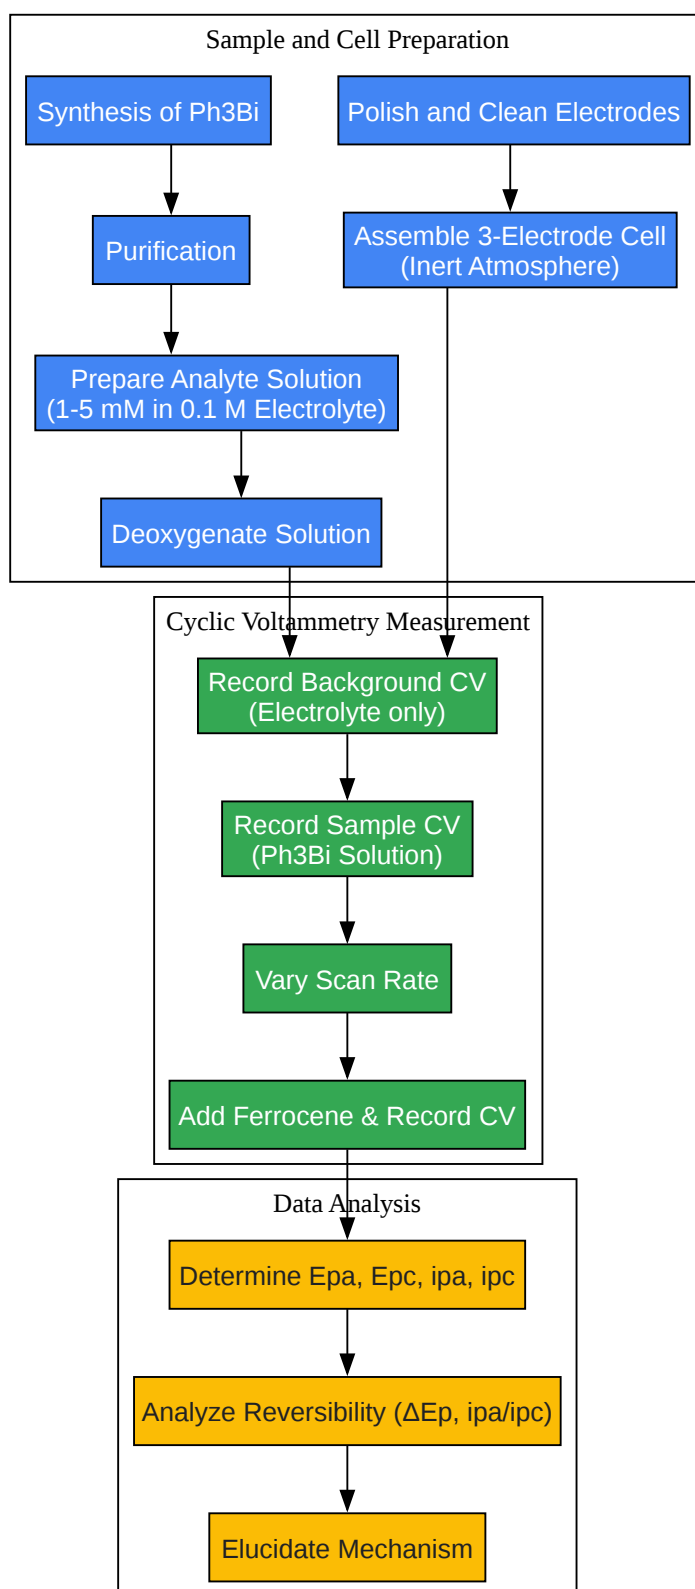 Sample and Cell Preparation
Synthesis of Ph3Bi
Polish and Clean Electrodes
Purification
Assemble 3-Electrode Cell
(Inert Atmosphere)
Prepare Analyte Solution
(1-5 mM in 0.1 M Electrolyte)
Deoxygenate Solution
Cyclic Voltammetry Measurement
Record Background CV
(Electrolyte only)
Record Sample CV
(Ph3Bi Solution)
Vary Scan Rate
Add Ferrocene & Record CV
Data Analysis
Determine Epa, Epc, ipa, ipc
Analyze Reversibility (ΔEp, ipa/ipc)
Elucidate Mechanism